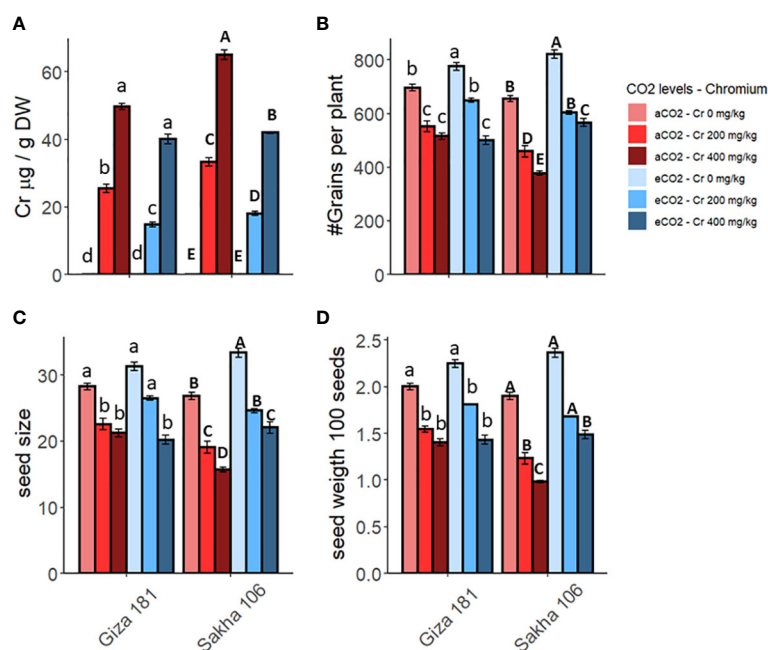 A
Cr µg / g DW
60
40
20
0
d
b
a
d
c
a
E
C
A
E
D
B
B
#Grains per plant
800
600
400
200
0
b
c
c
a
b
c
B
D
E
A
B
C
CO2 levels - Chromium
aCO2 - Cr 0 mg/kg
aCO2 - Cr 200 mg/kg
aCO2 - Cr 400 mg/kg
eCO2 - Cr 0 mg/kg
eCO2 - Cr 200 mg/kg
eCO2 - Cr 400 mg/kg
C
seed size
30
20
10
0
a
b
b
a
a
b
B
C
D
A
B
C
Giza 181
Sakha 106
D
seed weigth 100 seeds
2.5
2.0
1.5
1.0
0.5
0.0
a
b
b
a
b
b
A
B
C
A
A
B
Giza 181
Sakha 106